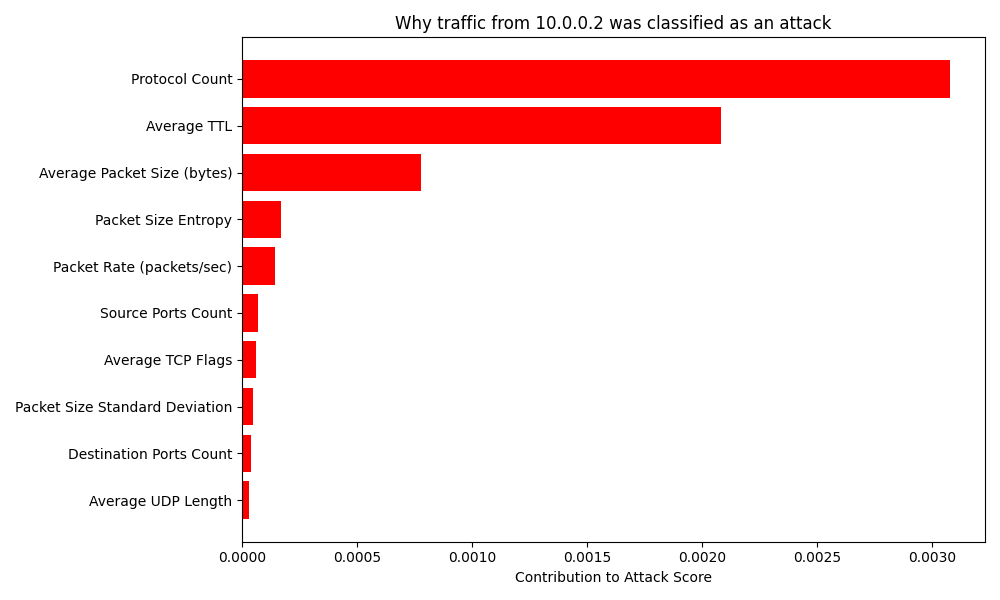 Why traffic from 10.0.0.2 was classified as an attack
Protocol Count
Average TTL
Average Packet Size (bytes)
Packet Size Entropy
Packet Rate (packets/sec)
Source Ports Count
Average TCP Flags
Packet Size Standard Deviation
Destination Ports Count
Average UDP Length
0.0000 0.0005 0.0010 0.0015 0.0020 0.0025 0.0030
Contribution to Attack Score